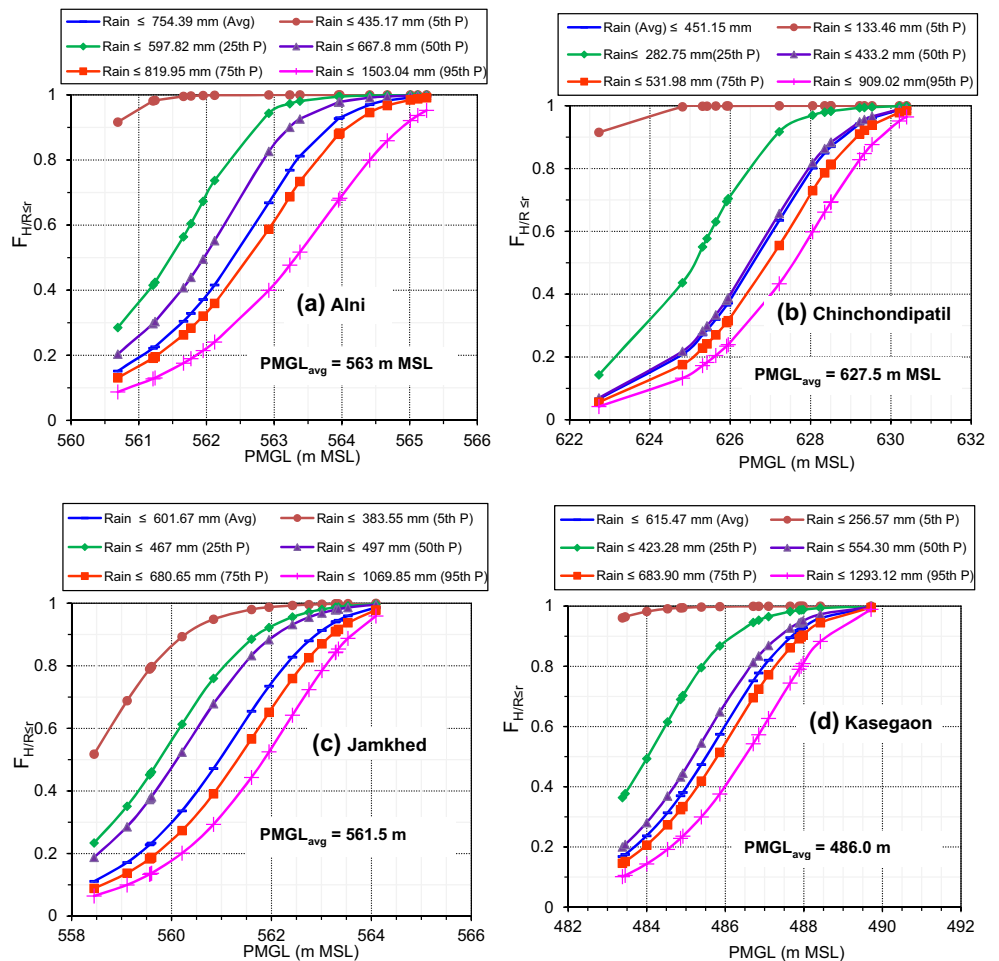 Rain ≤ 754.39 mm (Avg) Rain ≤ 435.17 mm (5th P)
Rain ≤ 597.82 mm (25th P) Rain ≤ 667.8 mm (50th P)
Rain ≤ 819.95 mm (75th P) Rain ≤ 1503.04 mm (95th P)
1
0.8
0.6
0.4
0.2
0
F H/R≤r
(a) Alni
PMGL avg = 563 m MSL
560 561 562 563 564 565 566
PMGL (m MSL)
Rain (Avg) ≤ 451.15 mm Rain ≤ 133.46 mm (5th P)
Rain≤ 282.75 mm(25th P) Rain ≤ 433.2 mm (50th P)
Rain ≤ 531.98 mm (75th P) Rain ≤ 909.02 mm(95th P)
1
0.8
0.6
0.4
0.2
0
F H/R≤r
(b) Chinchondipatil
PMGL avg = 627.5 m MSL
622 624 626 628 630 632
PMGL (m MSL)
Rain ≤ 601.67 mm (Avg) Rain ≤ 383.55 mm (5th P)
Rain ≤ 467 mm (25th P) Rain ≤ 497 mm (50th P)
Rain ≤ 680.65 mm (75th P) Rain ≤ 1069.85 mm (95th P)
1
0.8
0.6
0.4
0.2
0
F H/R≤r
(c) Jamkhed
PMGL avg = 561.5 m
558 560 562 564 566
PMGL (m MSL)
Rain ≤ 615.47 mm (Avg) Rain ≤ 256.57 mm (5th P)
Rain ≤ 423.28 mm (25th P) Rain ≤ 554.30 mm (50th P)
Rain ≤ 683.90 mm (75th P) Rain ≤ 1293.12 mm (95th P)
1
0.8
0.6
0.4
0.2
0
F H/R≤r
(d) Kasegaon
PMGL avg = 486.0 m
482 484 486 488 490 492
PMGL (m MSL)